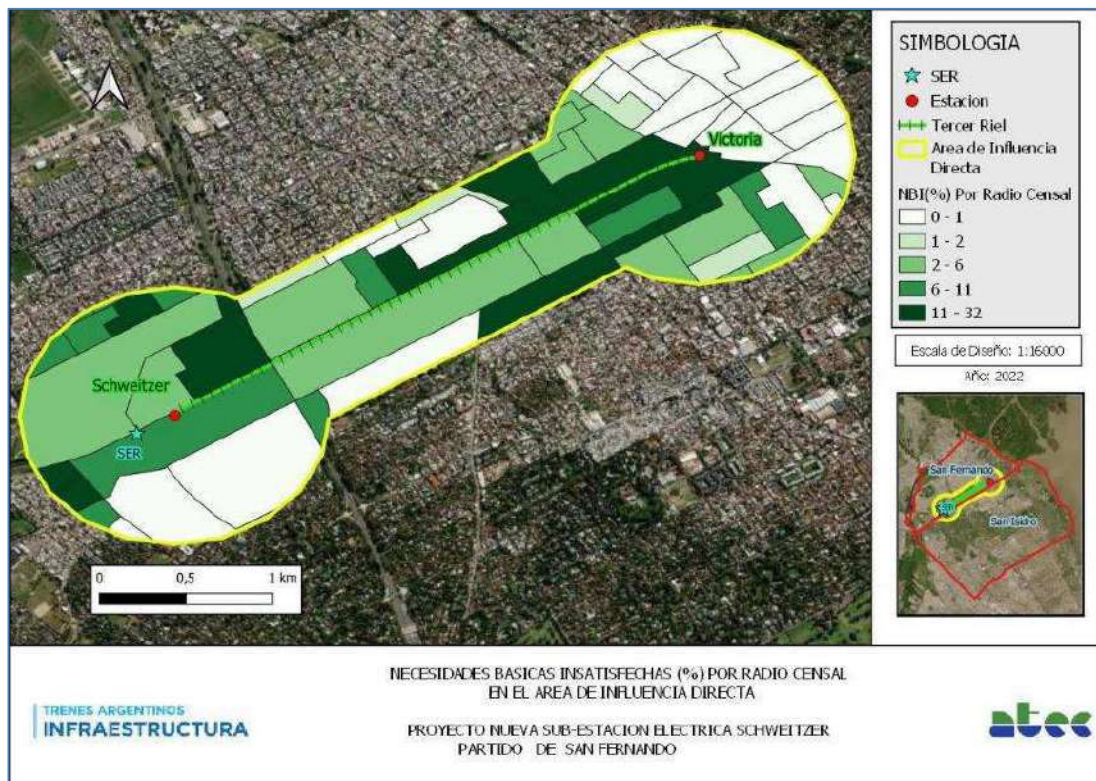 Victoria
Schweitzer
SER
0 0,5 1 km
SIMBOLOGIA
SER
Estacion
Tercer Riel
Area de Influencia
Directa
NBI(%) Por Radio Censal
0 - 1
1 - 2
2 - 6
6 - 11
11 - 32
Escala de Diseño: 1:16000
Año: 2022
San Fernando
San Isidro
NECESIDADES BASICAS INSATISFECHAS (%) POR RADIO CENSAL
EN EL AREA DE INFLUENCIA DIRECTA
PROYECTO NUEVA SUB-ESTACION ELECTRICA SCHWEITZER
PARTIDO DE SAN FERNANDO
TRENES ARGENTINOS
INFRAESTRUCTURA
atec